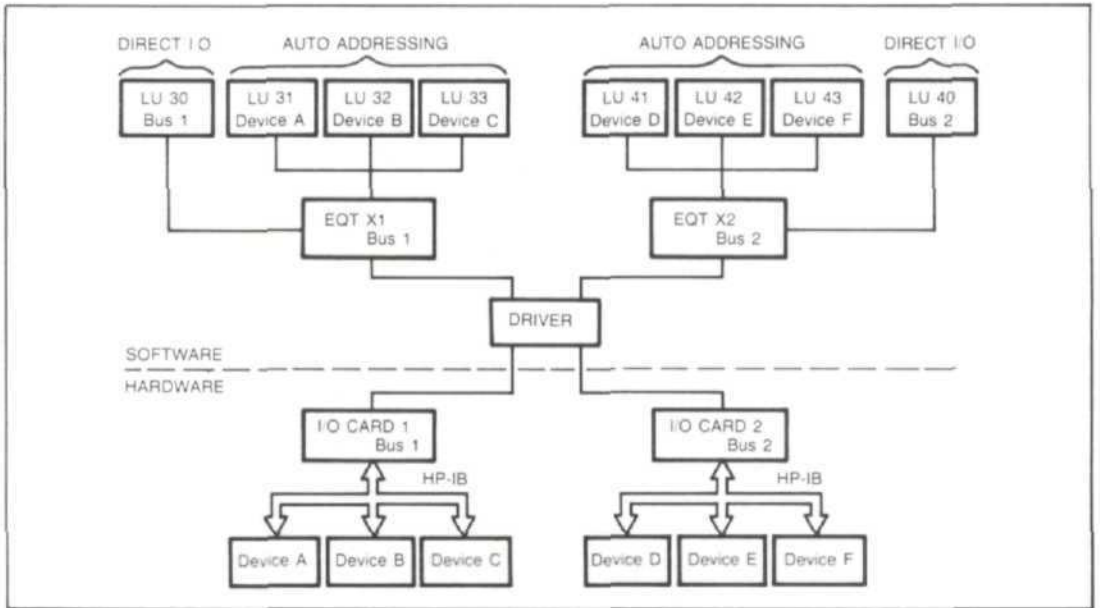 DIRECT I O
AUTO ADDRESSING
AUTO ADDRESSING
DIRECT I/O
LU 30
Bus 1
LU 31
Device A
LU 32
Device B
LU 33
Device C
LU 41
Device D
LU 42
Device E
LU 43
Device F
LU 40
Bus 2
EQT X1
Bus 1
EQT X2
Bus 2
DRIVER
SOFTWARE
HARDWARE
I/O CARD 1
Bus 1
I/O CARD 2
Bus 2
HP-IB
HP-IB
Device A
Device B
Device C
Device D
Device E
Device F